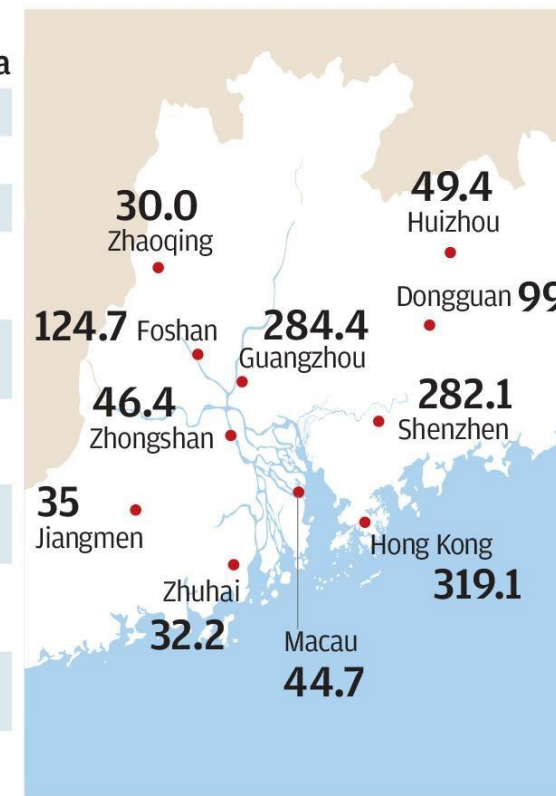 a
30.0
Zhaoqing
49.4
Huizhou
Dongguan 99
124.7 Foshan
284.4
Guangzhou
46.4
Zhongshan
282.1
Shenzhen
35
Jiangmen
Hong Kong
319.1
Zhuhai
32.2
Macau
44.7